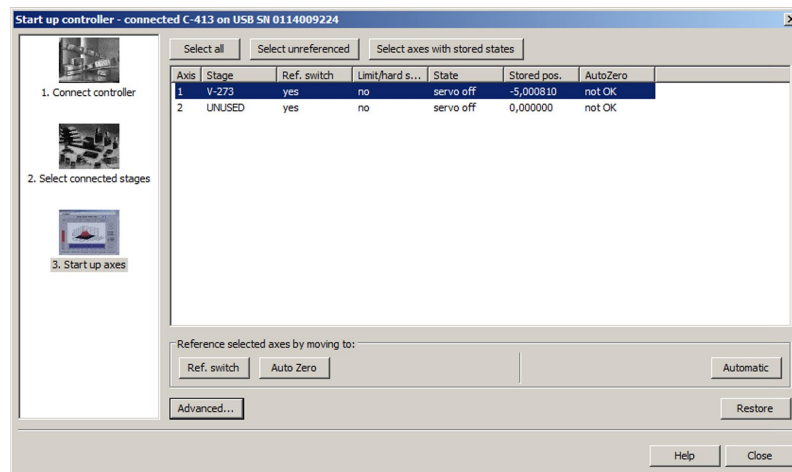 Start up controller - connected C-413 on USB SN 0114009224
Select all Select unreferenced Select axes with stored states
Axis Stage Ref. switch Limit/hard s... State Stored pos. AutoZero
1 V-273 yes no servo off -5,000810 not OK
2 UNUSED yes no servo off 0,000000 not OK
1. Connect controller
2. Select connected stages
3. Start up axes
Reference selected axes by moving to:
Ref. switch Auto Zero Automatic
Advanced... Restore
Help Close